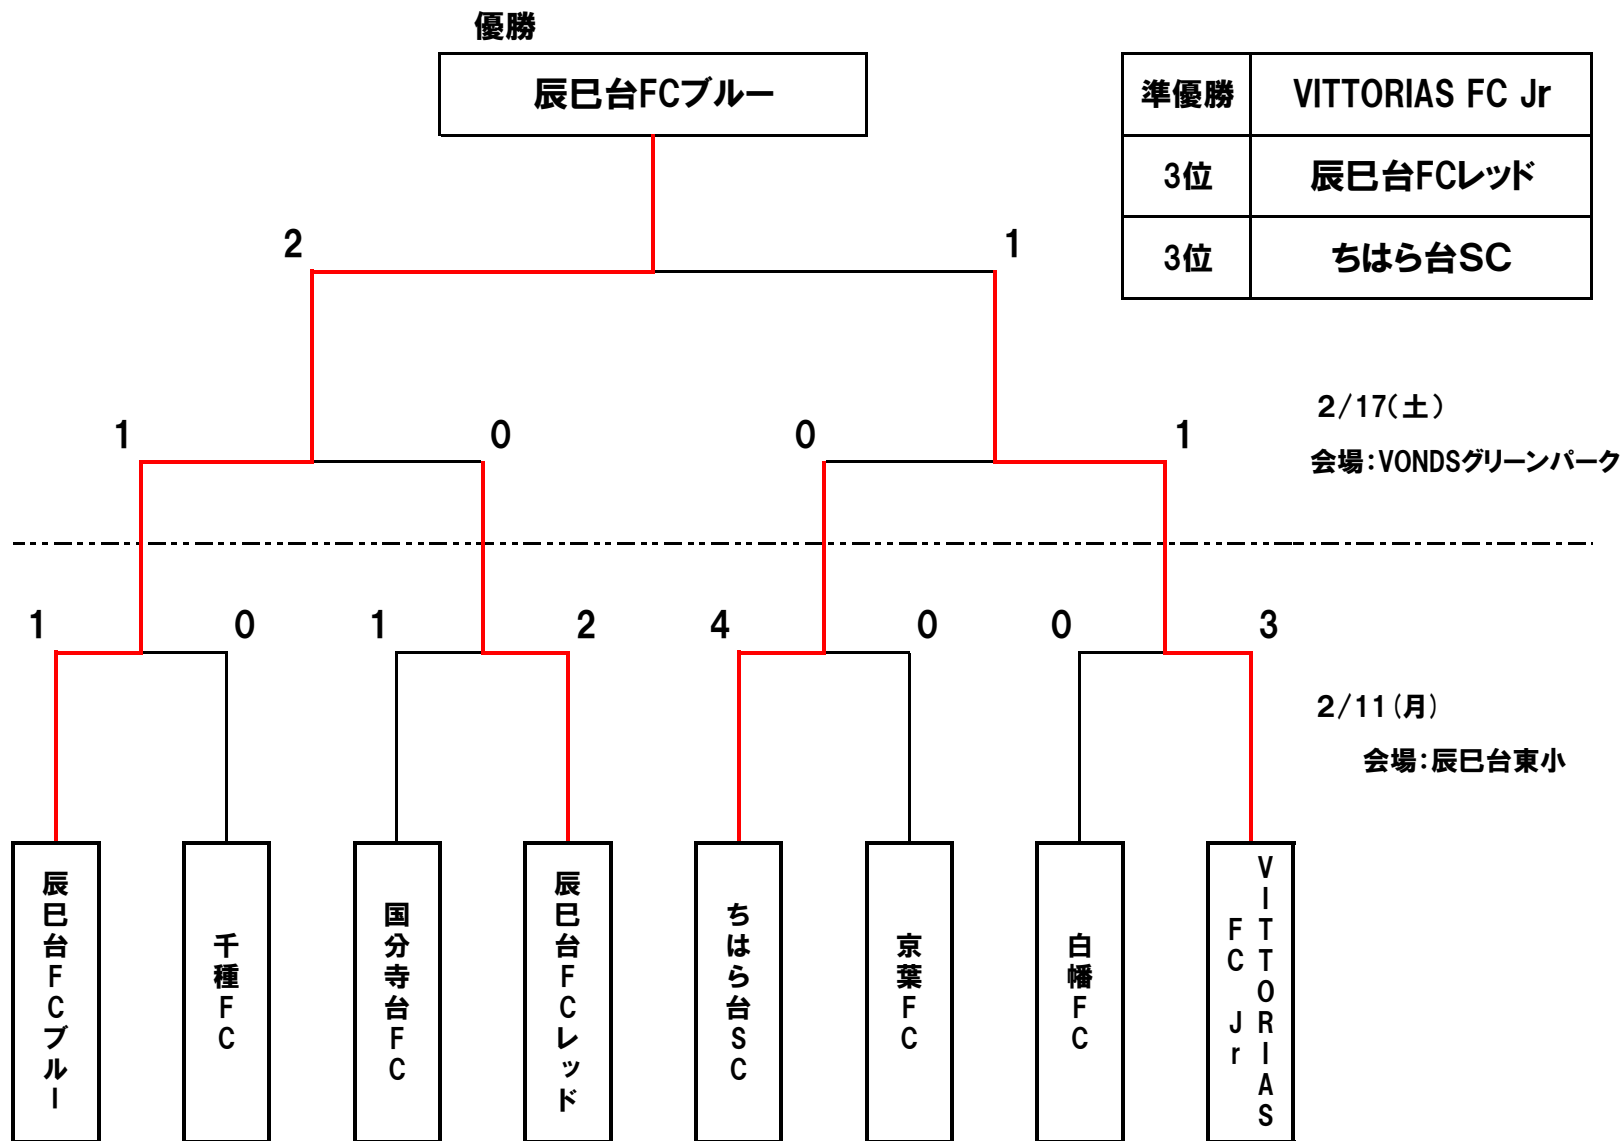 優勝
辰巳台FCブルー
準優勝 VITTORIAS FC Jr
3位 辰巳台FCレッド
3位 ちはら台SC
2 1
2/17(土)
1 0 0 1
会場:VONDSグリーンパーク
1 0 1 2 4 0 0 3
2/11(月)
会場:辰巳台東小
辰巳台FCブルー
千種FC
国分寺台FC
辰巳台FCレッド
ちはら台SC
京葉FC
白幡FC
VITTORIAS
FC Jr